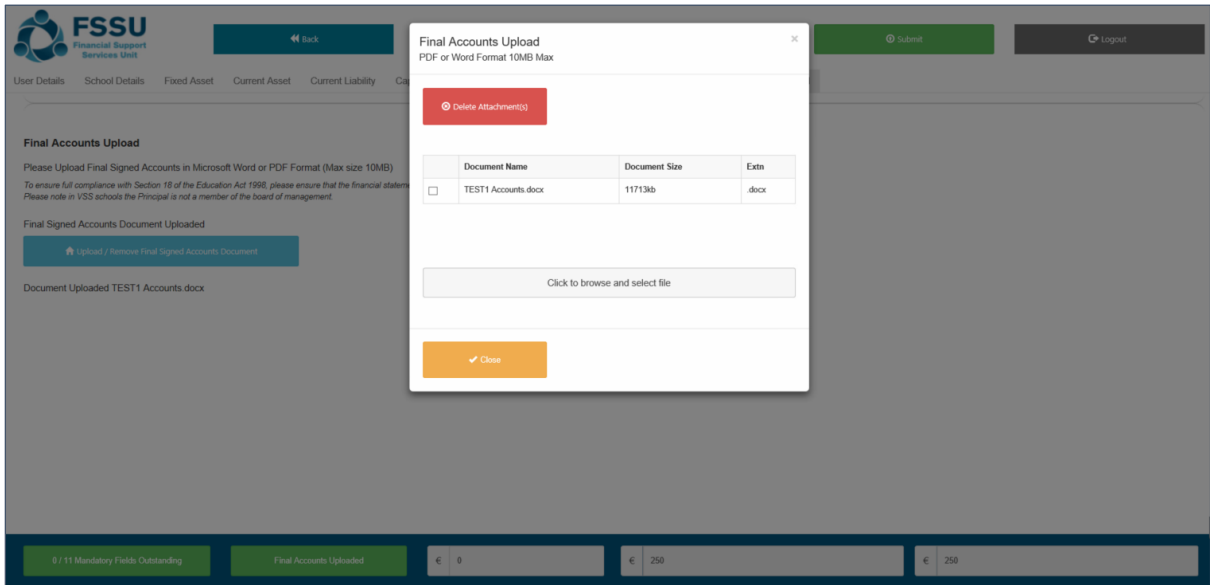 FSSU
Financial Support
Services Unit
Back
Submit
Logout
User Details School Details Fixed Asset Current Asset Current Liability
Final Accounts Upload
PDF or Word Format 10MB Max
×
Delete Attachment(s)
Document Name Document Size Extn
TEST1 Accounts.docx 11713kb .docx
Click to browse and select file
Close
Final Accounts Upload
Please Upload Final Signed Accounts in Microsoft Word or PDF Format (Max size 10MB)
To ensure full compliance with Section 18 of the Education Act 1998, please ensure that the financial
Please note in VSS schools the Principal is not a member of the board of management.
Final Signed Accounts Document Uploaded
Upload / Remove Final Signed Accounts Document
Document Uploaded TEST1 Accounts.docx
0 / 11 Mandatory Fields Outstanding Final Accounts Uploaded € 0 € 250 € 250